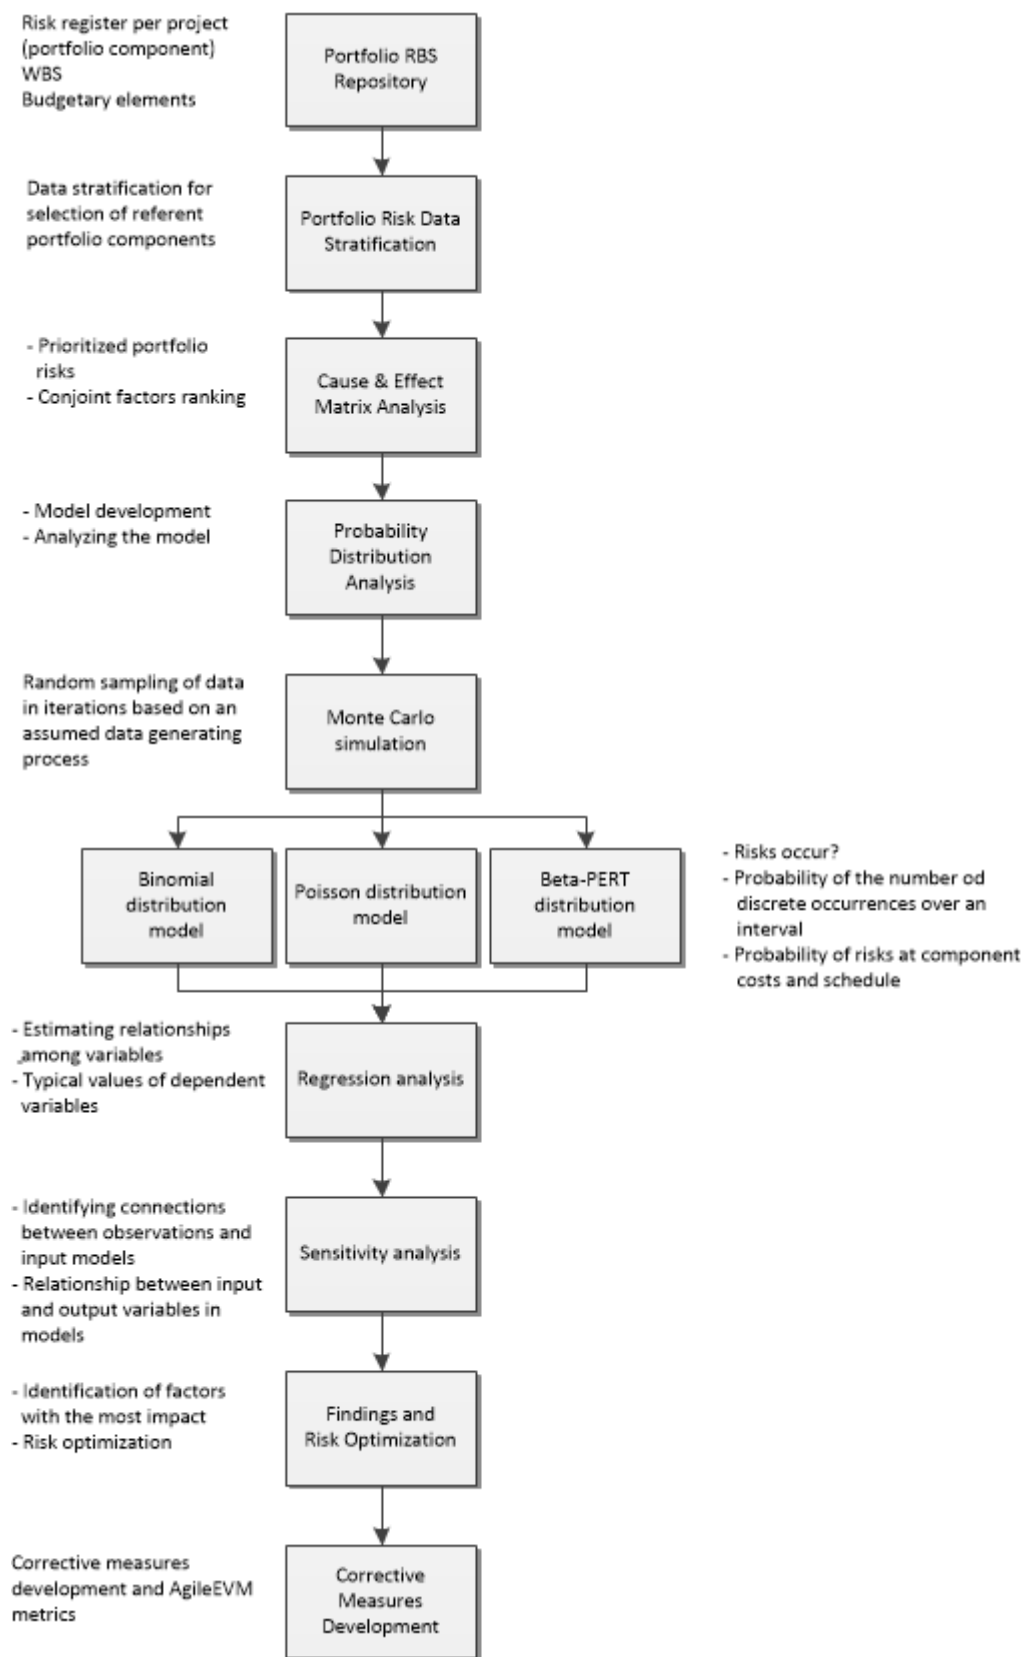 Risk register per project
(portfolio component)
WBS
Budgetary elements
Portfolio RBS
Repository
Data stratification for
selection of referent
portfolio components
Portfolio Risk Data
Stratification
- Prioritized portfolio
risks
- Conjoint factors ranking
Cause & Effect
Matrix Analysis
- Model development
- Analyzing the model
Probability
Distribution
Analysis
Random sampling of data
in iterations based on an
assumed data generating
process
Monte Carlo
simulation
Binomial
distribution
model
Poisson distribution
model
Beta-PERT
distribution
model
- Risks occur?
- Probability of the number od
discrete occurrences over an
interval
- Probability of risks at component
costs and schedule
- Estimating relationships
among variables
- Typical values of dependent
variables
Regression analysis
- Identifying connections
between observations and
input models
- Relationship between input
and output variables in
models
Sensitivity analysis
- Identification of factors
with the most impact
- Risk optimization
Findings and
Risk Optimization
Corrective measures
development and AgileEVM
metrics
Corrective
Measures
Development